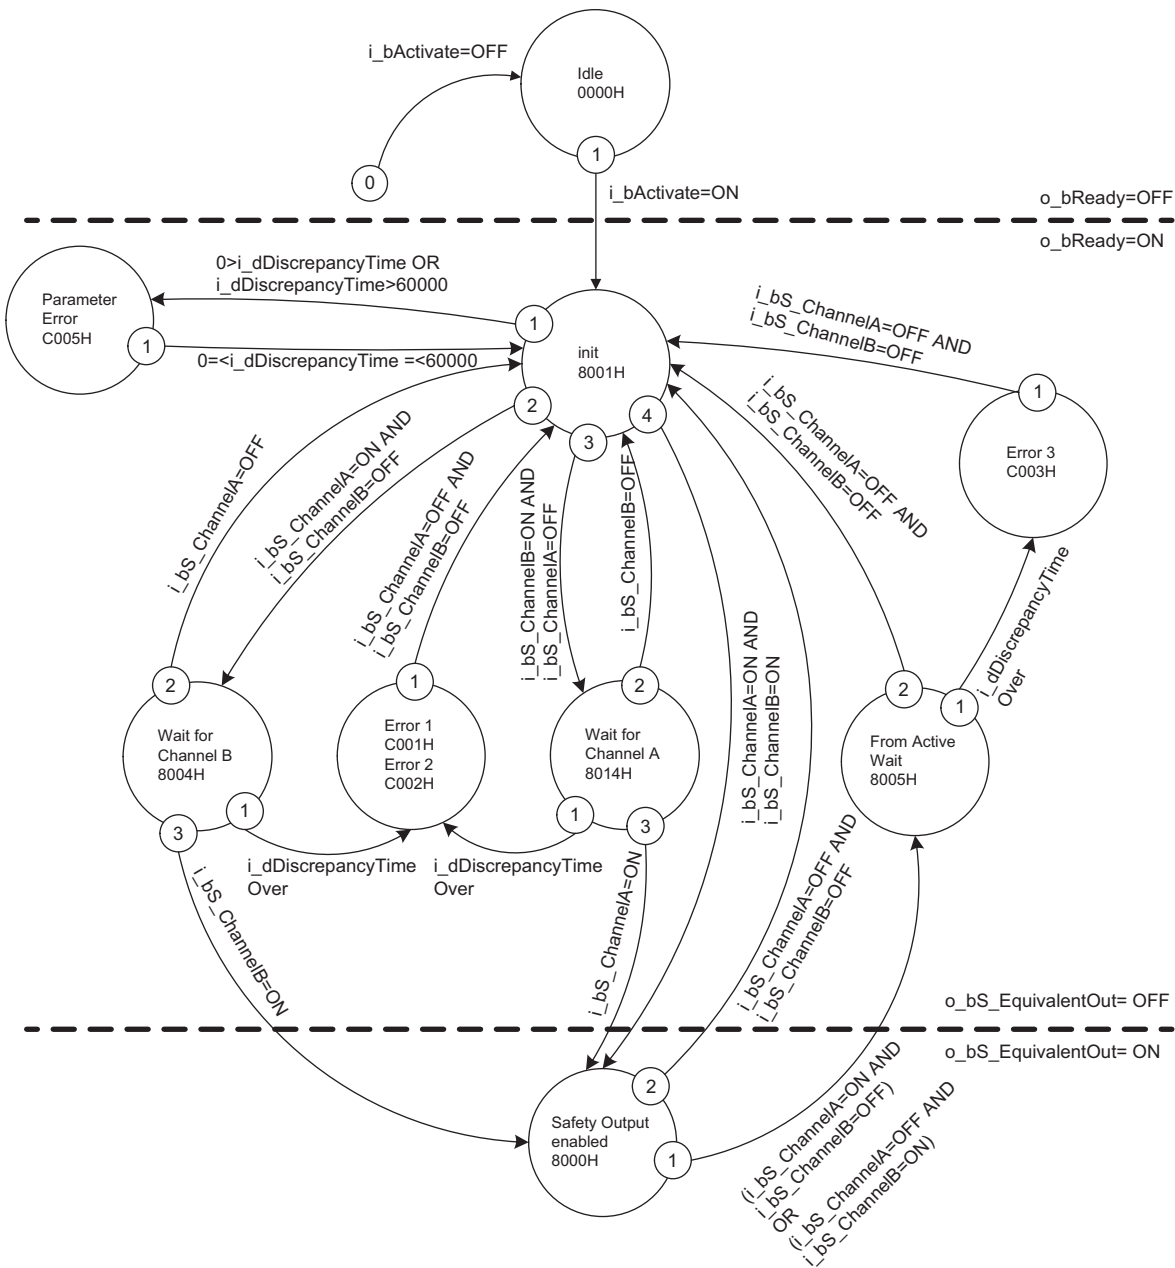 i_bActivate=OFF
Idle
0000H
1
0
i_bActivate=ON
o_bReady=OFF
o_bReady=ON
0>i_dDiscrepancyTime OR
i_dDiscrepancyTime>60000
Parameter
Error
C005H
1
0=<i_dDiscrepancyTime =<60000
1
init
8001H
2
3
4
i_bS_ChannelA=OFF AND
i_bS_ChannelB=OFF
1
Error 3
C003H
i_bS_ChannelA=OFF
i_bS_ChannelA=ON AND
i_bS_ChannelB=OFF
i_bS_ChannelA=OFF AND
i_bS_ChannelB=OFF
i_bS_ChannelB=ON AND
i_bS_ChannelA=OFF
i_bS_ChannelB=OFF
i_bS_ChannelA=ON AND
i_bS_ChannelB=ON
i_bS_ChannelA=OFF AND
i_bS_ChannelB=OFF
i_dDiscrepancyTime
Over
2
Wait for
Channel B
8004H
1
3
1
Error 1
C001H
Error 2
C002H
2
Wait for
Channel A
8014H
1
3
2
1
From Active
Wait
8005H
i_dDiscrepancyTime
Over
i_dDiscrepancyTime
Over
i_bS_ChannelB=ON
i_bS_ChannelA=ON
i_bS_ChannelA=OFF AND
i_bS_ChannelB=OFF
o_bS_EquivalentOut= OFF
o_bS_EquivalentOut= ON
Safety Output
enabled
8000H
2
1
(i_bS_ChannelA=ON AND
i_bS_ChannelB=OFF)
OR
(i_bS_ChannelA=OFF AND
i_bS_ChannelB=ON)